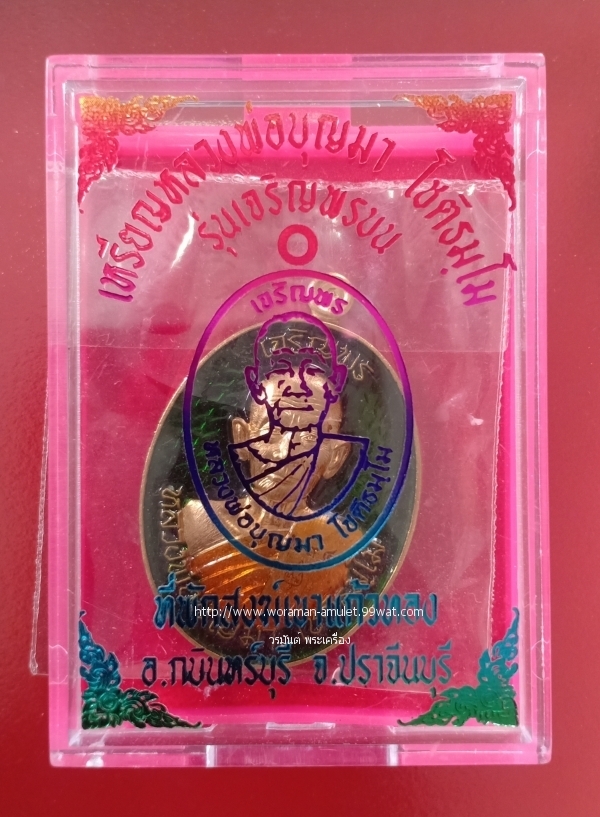 เหรียญหลวงพ่อบุญมา โชติธมฺโม
รุ่นเจริญพรบน
เจริญพร
หลวงพ่อบุญมา โชติธมฺโม
ที่พักสงฆ์เขาแก้วทอง
http://www.woraman-amulet.99wat.com
วรมันต์ พระเครื่อง
อ.กบินทร์บุรี จ.ปราจีนบุรี